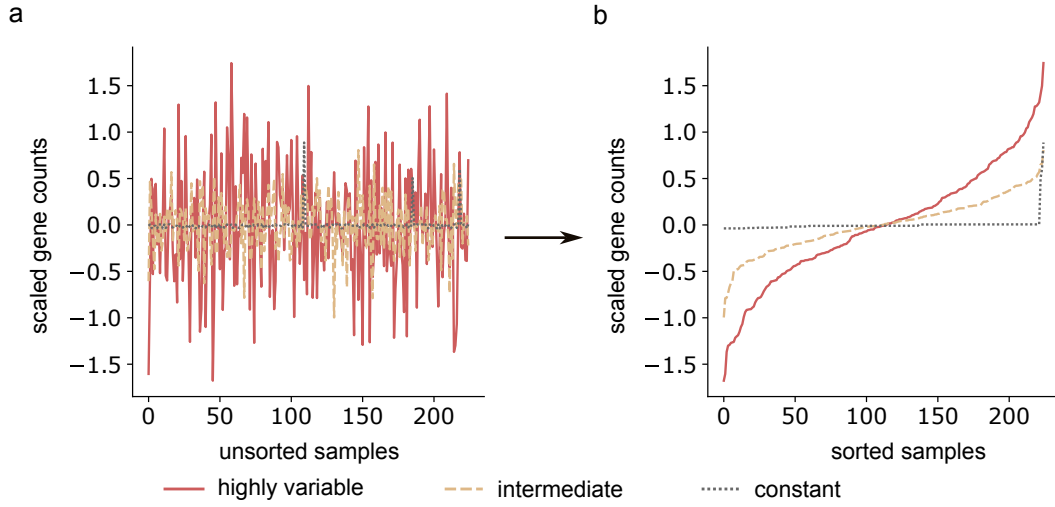 a
b
scaled gene counts
1.5
1.0
0.5
0.0
−0.5
−1.0
−1.5
0 50 100 150 200
unsorted samples
scaled gene counts
1.5
1.0
0.5
0.0
−0.5
−1.0
−1.5
0 50 100 150 200
sorted samples
highly variable
intermediate
constant